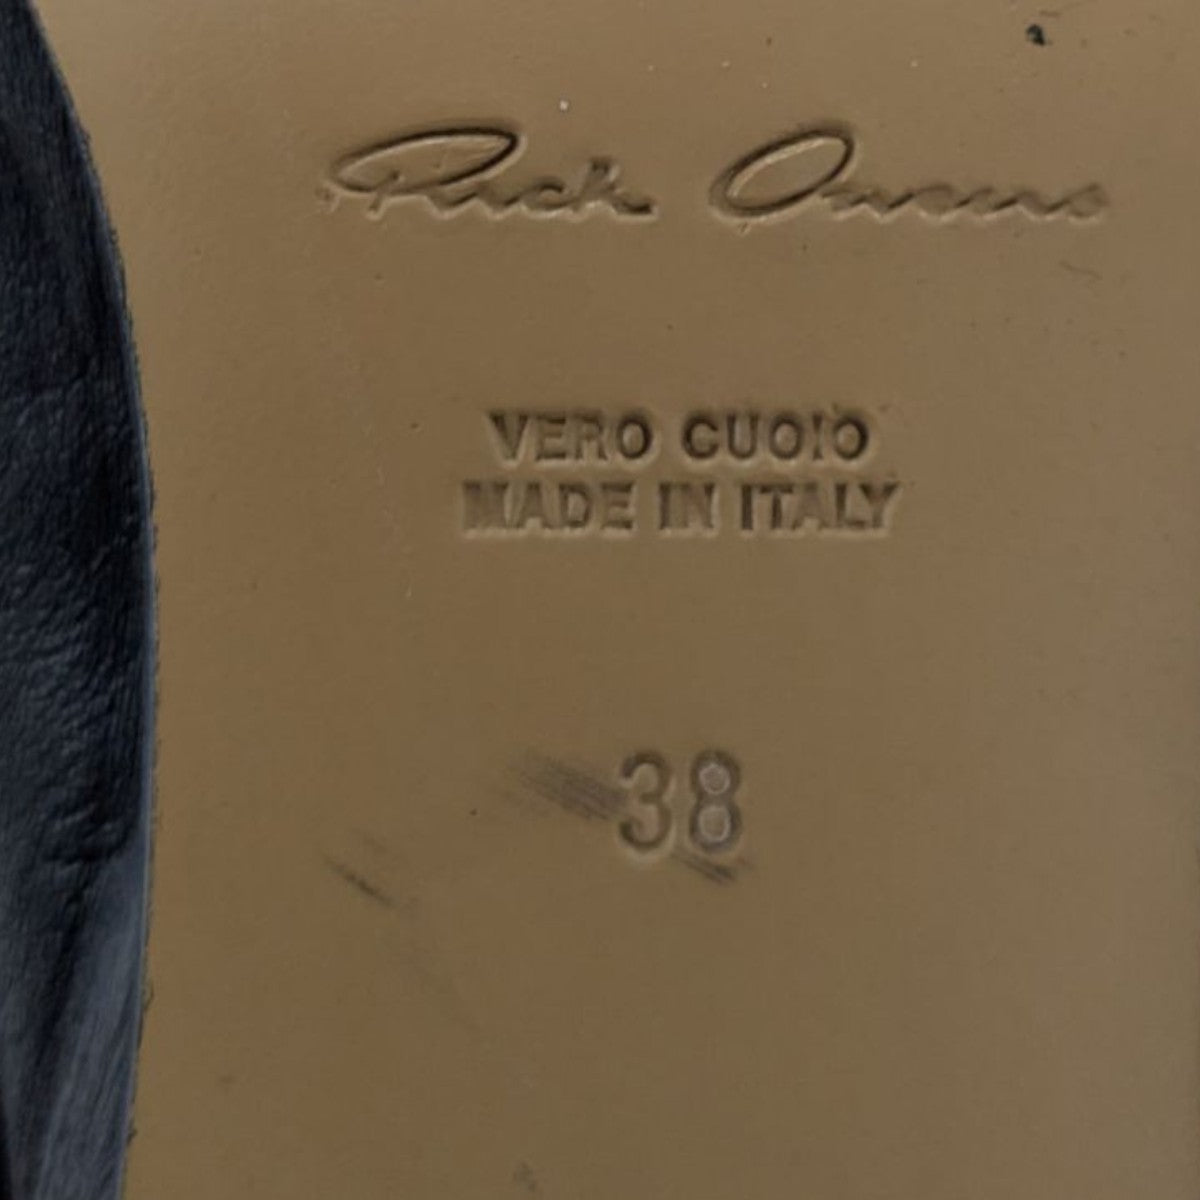 Rick Owens
VERO CUOIO
MADE IN ITALY
38